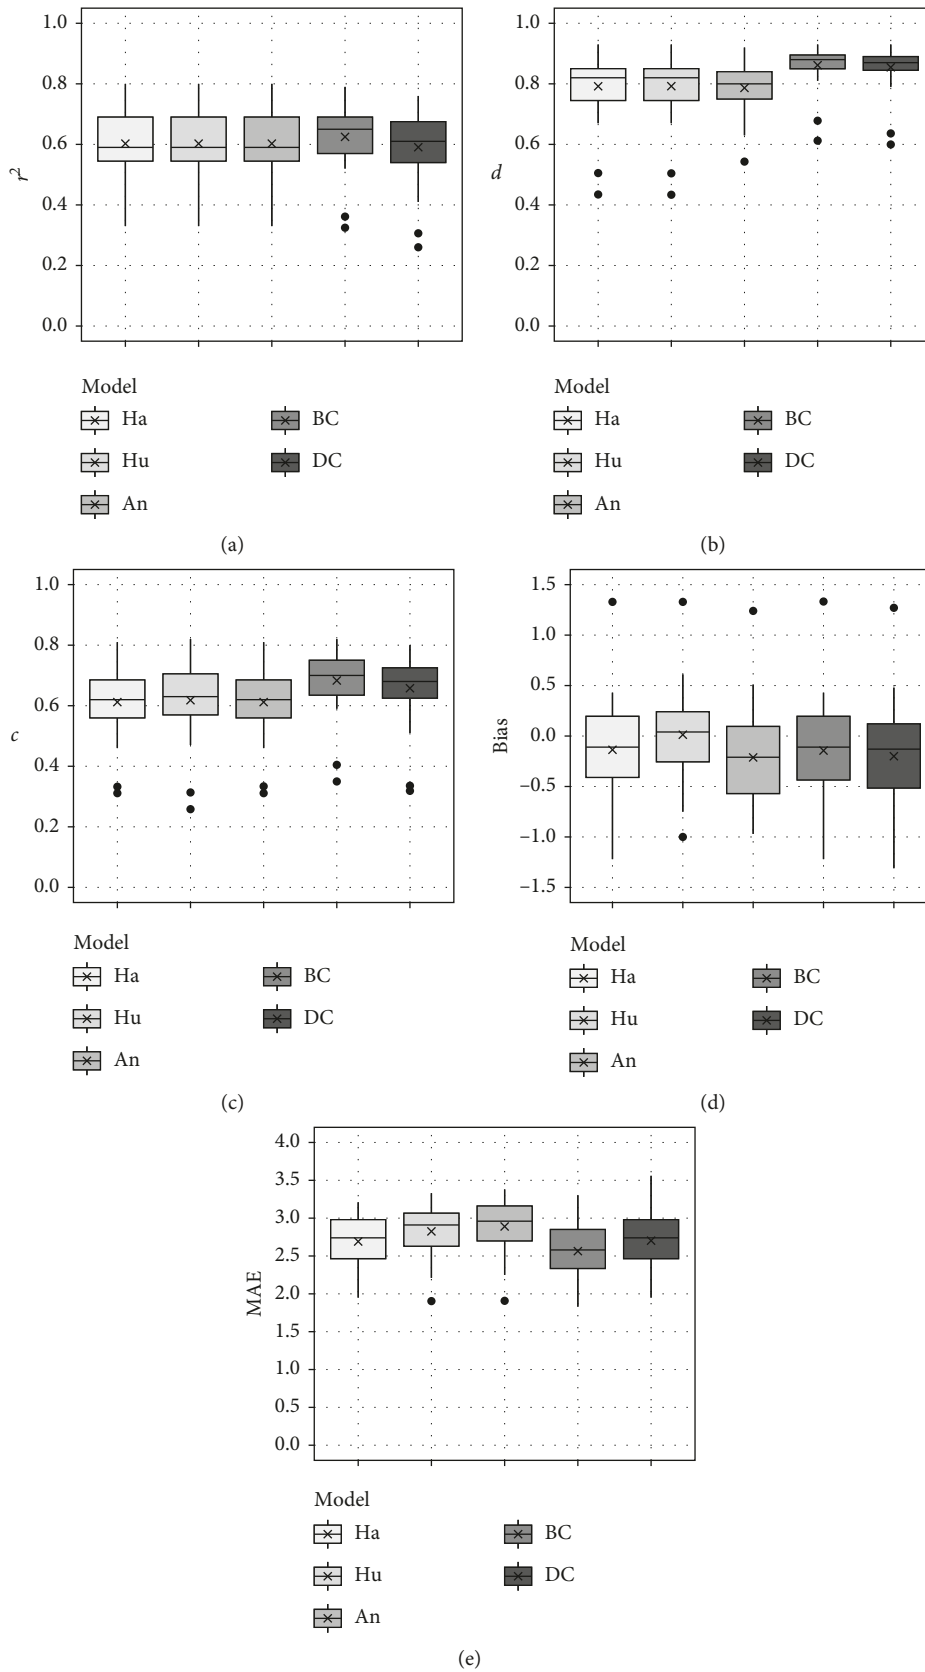 1.0
0.8
0.6
0.4
0.2
0.0
r²
Model
Ha
Hu
An
BC
DC
(a)
1.0
0.8
0.6
0.4
0.2
0.0
d
Model
Ha
Hu
An
BC
DC
(b)
1.0
0.8
0.6
0.4
0.2
0.0
c
Model
Ha
Hu
An
BC
DC
(c)
1.5
1.0
0.5
0.0
−0.5
−1.0
−1.5
Bias
Model
Ha
Hu
An
BC
DC
(d)
4.0
3.5
3.0
2.5
2.0
1.5
1.0
0.5
0.0
MAE
Model
Ha
Hu
An
BC
DC
(e)